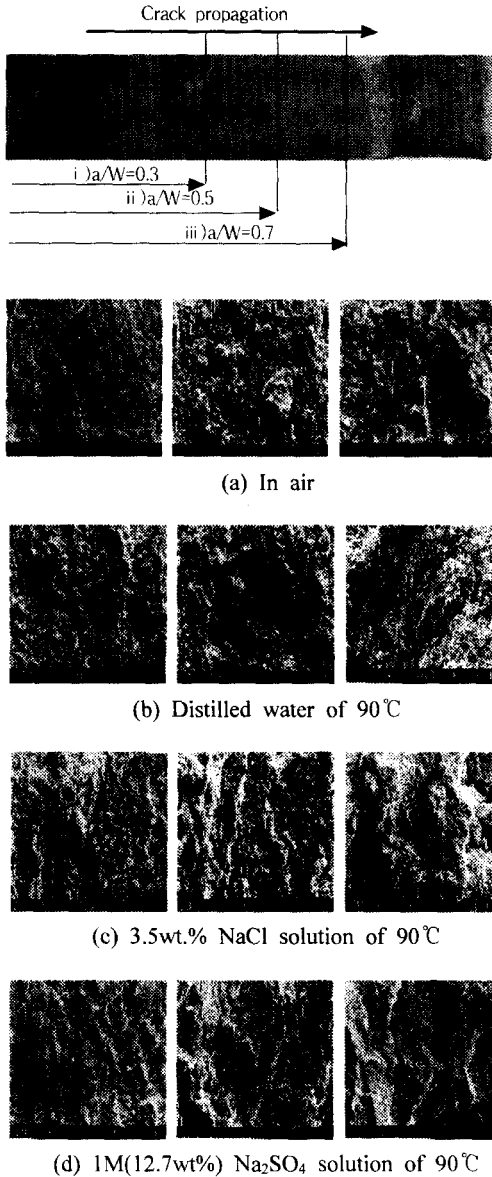 Crack propagation
i )a/W=0.3
ii )a/W=0.5
iii )a/W=0.7
(a) In air
(b) Distilled water of 90℃
(c) 3.5wt.% NaCl solution of 90℃
(d) 1M(12.7wt%) Na₂SO₄ solution of 90℃